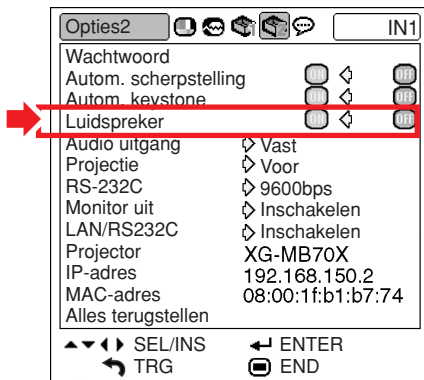 Opties2 IN1
Wachtwoord
Autom. scherpstelling ON OFF
Autom. keystone ON OFF
Luidspreker ON OFF
Audio uitgang Vast
Projectie Voor
RS-232C 9600bps
Monitor uit Inschakelen
LAN/RS232C Inschakelen
Projector XG-MB70X
IP-adres 192.168.150.2
MAC-adres 08:00:1f:b1:b7:74
Alles terugstellen
SEL/INS ENTER
TRG END